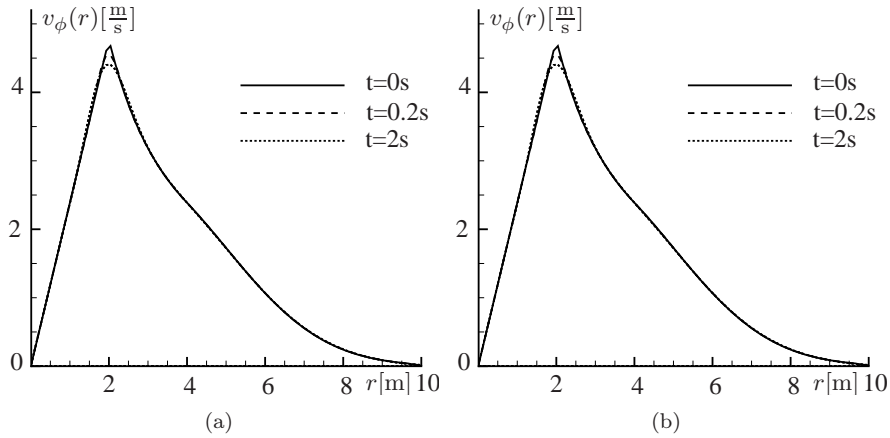 v_ϕ(r)[m/s]
4
2
0
t=0s
t=0.2s
t=2s
2 4 6 8 r[m] 10
(a)
v_ϕ(r)[m/s]
4
2
0
t=0s
t=0.2s
t=2s
2 4 6 8 r[m] 10
(b)